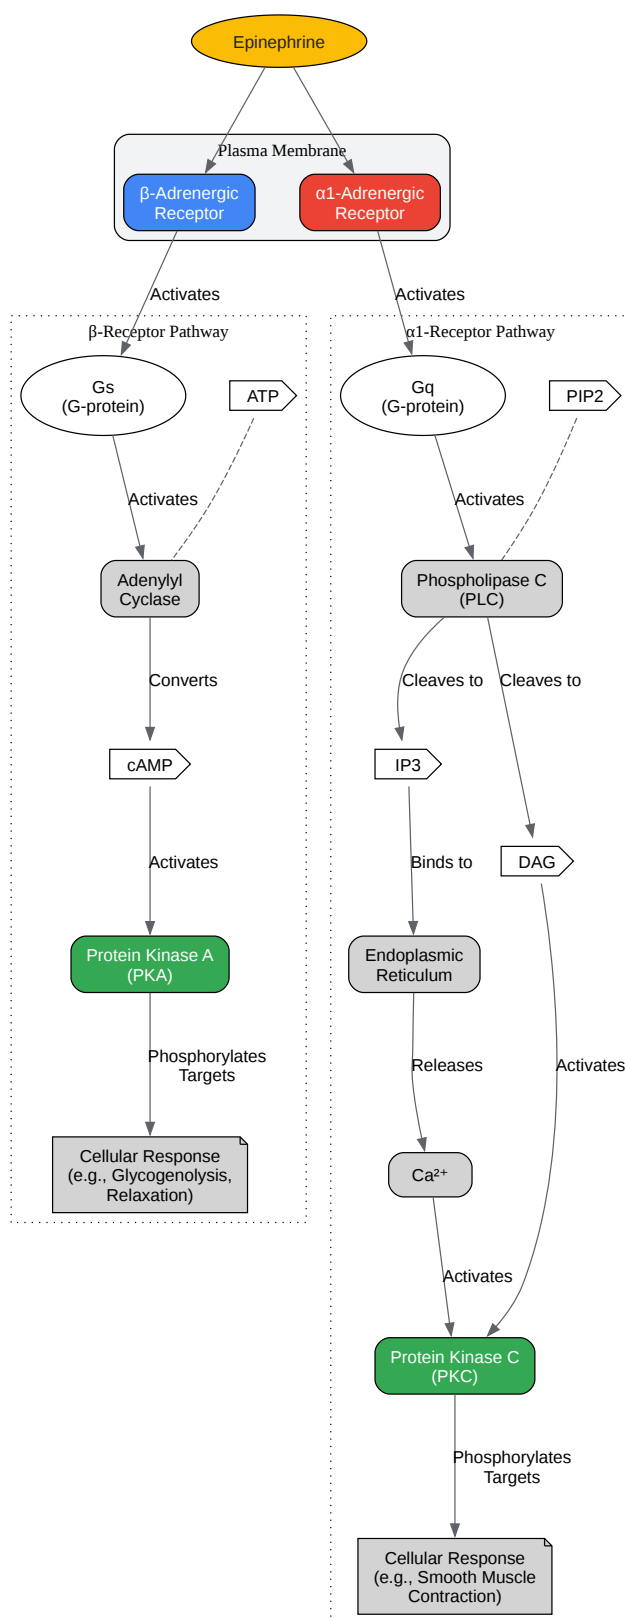 Epinephrine
Plasma Membrane
β-Adrenergic
Receptor
α1-Adrenergic
Receptor
Activates
Activates
β-Receptor Pathway
α1-Receptor Pathway
Gs
(G-protein)
ATP
Gq
(G-protein)
PIP2
Activates
Activates
Adenylyl
Cyclase
Phospholipase C
(PLC)
Converts
Cleaves to
Cleaves to
cAMP
IP3
DAG
Activates
Binds to
Protein Kinase A
(PKA)
Endoplasmic
Reticulum
Phosphorylates
Targets
Releases
Activates
Cellular Response
(e.g., Glycogenolysis,
Relaxation)
Ca²⁺
Activates
Protein Kinase C
(PKC)
Phosphorylates
Targets
Cellular Response
(e.g., Smooth Muscle
Contraction)